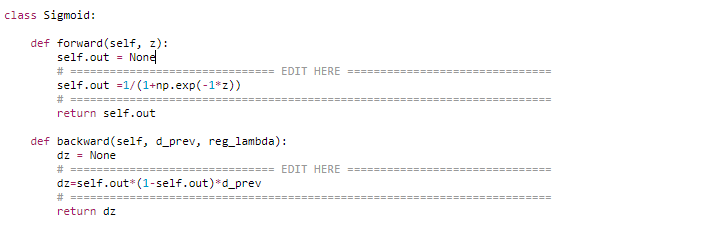 class Sigmoid:
def forward(self, z):
self.out = None
# =============================== EDIT HERE ===============================
self.out =1/(1+np.exp(-1*z))
# =========================================================================
return self.out
def backward(self, d_prev, reg_lambda):
dz = None
# =============================== EDIT HERE ===============================
dz=self.out*(1-self.out)*d_prev
# =========================================================================
return dz